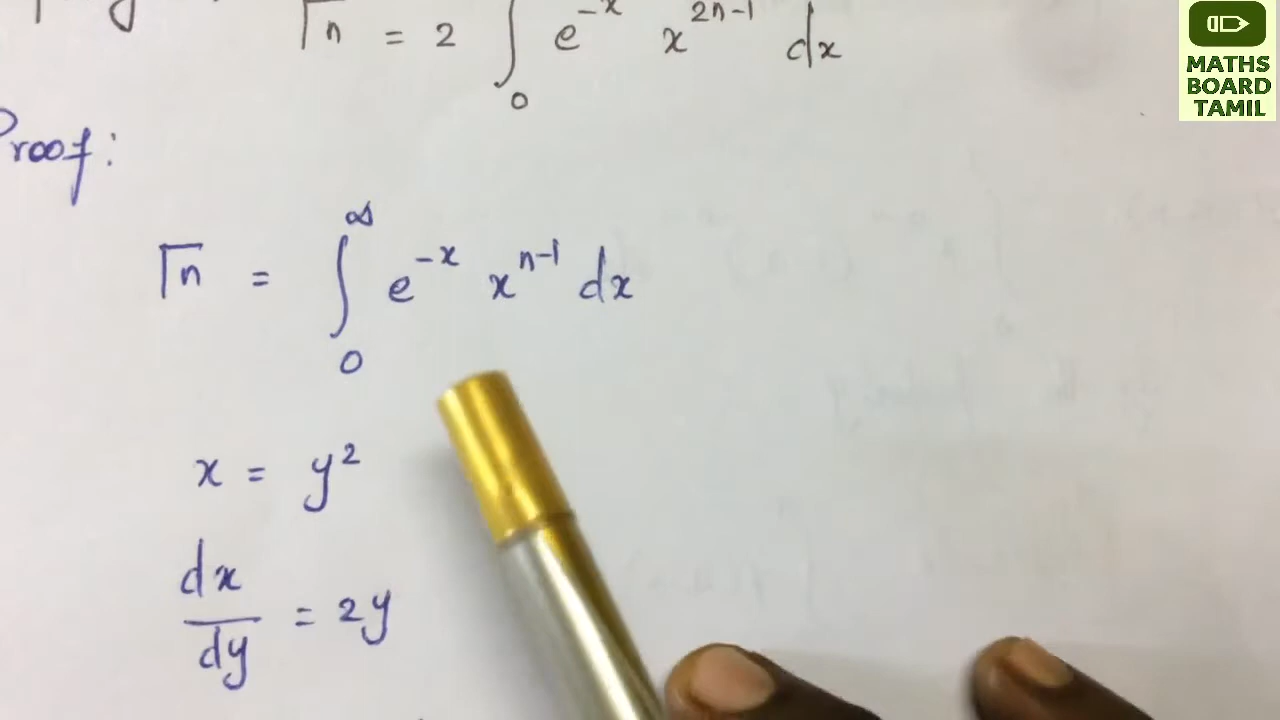 Γn = 2 ∫₀ e^-x x^2n-1 dx
MATHS
BOARD
TAMIL
Proof:
Γn = ∫₀^∞ e^-x x^n-1 dx
x = y²
dx/dy = 2y